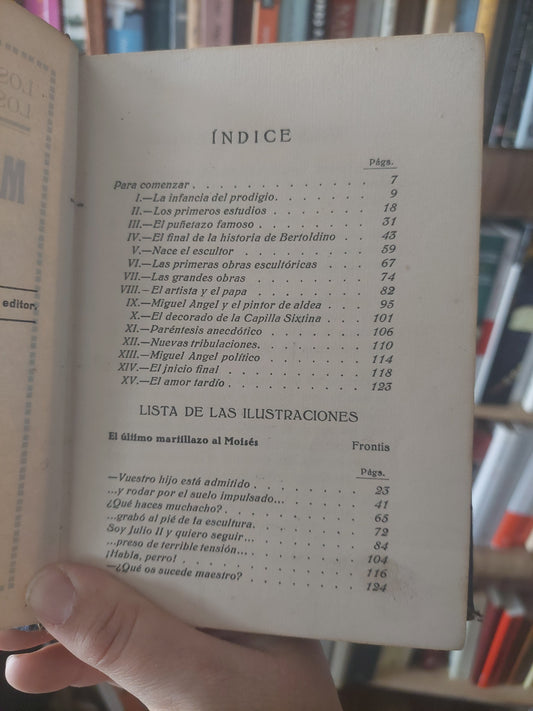 LOS
LOS
M
editor.
ÍNDICE
Págs.
Para comenzar . . . . . . . . . . 7
I.—La infancia del prodigio. . . . . . . 9
II.—Los primeros estudios . . . . . . . 18
III.—El puñetazo famoso . . . . . . . 31
IV.—El final de la historia de Bertoldino . . . 43
V.—Nace el escultor . . . . . . . . 59
VI.—Las primeras obras escultóricas . . . . 67
VII.—Las grandes obras . . . . . . . . 74
VIII.—El artista y el papa . . . . . . . 82
IX.—Miguel Angel y el pintor de aldea . . . . 95
X.—El decorado de la Capilla Sixtina . . . . 101
XI.—Paréntesis anecdótico . . . . . . . 106
XII.—Nuevas tribulaciones. . . . . . . . 110
XIII.—Miguel Angel político . . . . . . . 114
XIV.—El jnicio final . . . . . . . . . 118
XV.—El amor tardío . . . . . . . . . 123
LISTA DE LAS ILUSTRACIONES
El último martillazo al Moisés Frontis
Págs.
—Vuestro hijo está admitido . . . . . . . 23
...y rodar por el suelo impulsado... . . . . . 41
¿Qué haces muchacho? . . . . . . . . 65
...grabó al pié de la escultura. . . . . . . 72
Soy Julio II y quiero seguir... . . . . . . 84
...preso de terrible tensión... . . . . . . 104
¡Habla, perro! . . . . . . . . . . 116
—¿Qué os sucede maestro? . . . . . . . 124